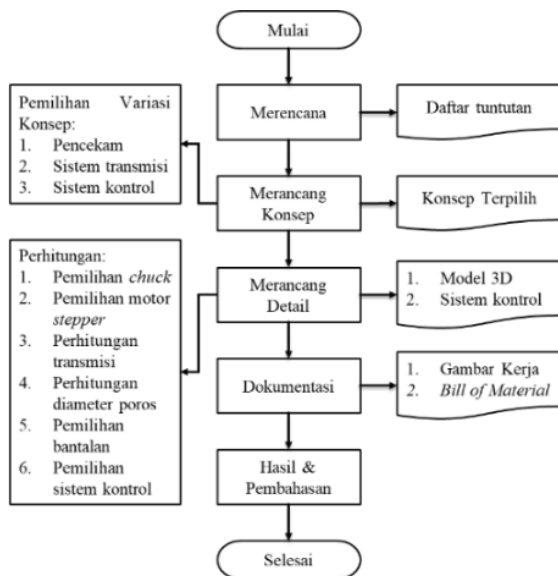 Mulai
Merencana
Daftar tuntutan
Pemilihan Variasi
Konsep:
1. Pencekam
2. Sistem transmisi
3. Sistem kontrol
Merancang
Konsep
Konsep Terpilih
Perhitungan:
1. Pemilihan chuck
2. Pemilihan motor
stepper
3. Perhitungan
transmisi
4. Perhitungan
diameter poros
5. Pemilihan
bantalan
6. Pemilihan
sistem kontrol
Merancang
Detail
1. Model 3D
2. Sistem kontrol
Dokumentasi
1. Gambar Kerja
2. Bill of Material
Hasil &
Pembahasan
Selesai